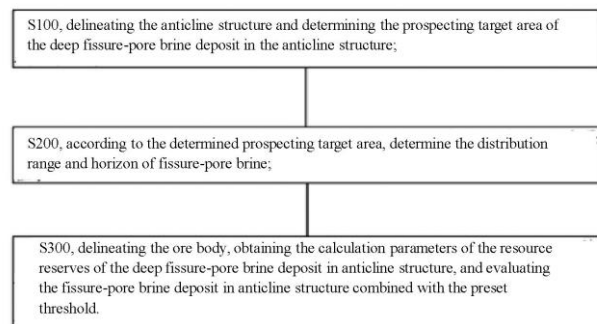 S100, delineating the anticline structure and determining the prospecting target area of
the deep fissure-pore brine deposit in the anticline structure;
S200, according to the determined prospecting target area, determine the distribution
range and horizon of fissure-pore brine;
S300, delineating the ore body, obtaining the calculation parameters of the resource
reserves of the deep fissure-pore brine deposit in anticline structure, and evaluating
the fissure-pore brine deposit in anticline structure combined with the preset
threshold.